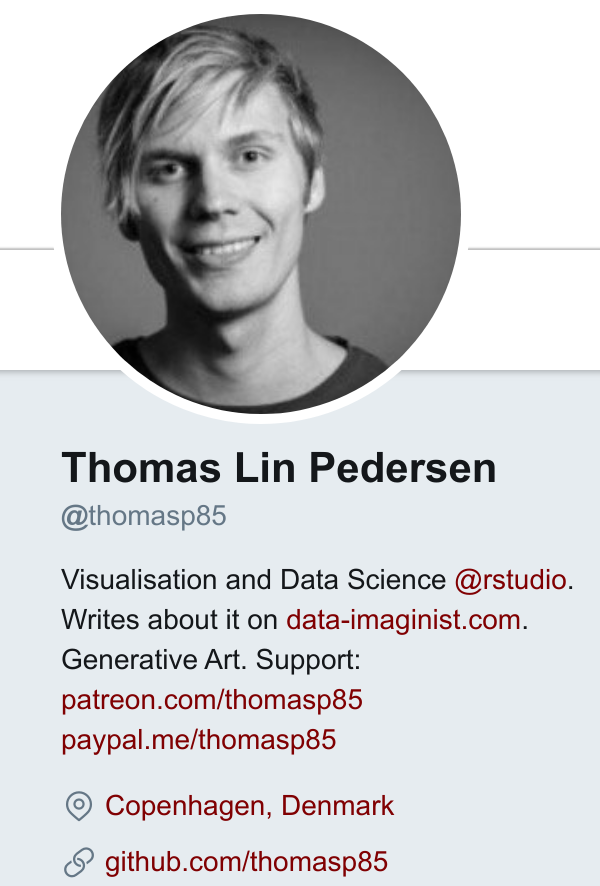 Thomas Lin Pedersen
@thomasp85
Visualisation and Data Science @rstudio.
Writes about it on data-imaginist.com.
Generative Art. Support:
patreon.com/thomasp85
paypal.me/thomasp85
Copenhagen, Denmark
github.com/thomasp85